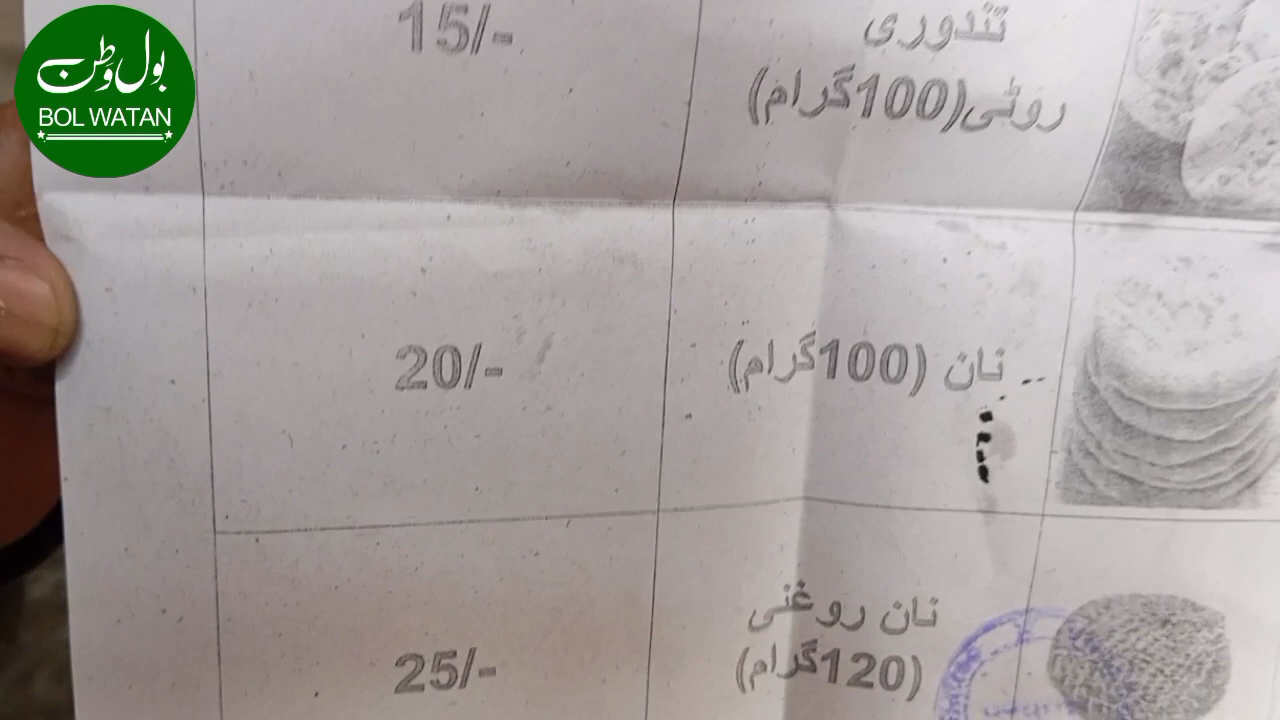 بول وطن
BOL WATAN
تندوری
روٹی(100گرام)
15/-
نان (100گرام)
20/-
نان روغنی
(120گرام)
25/-